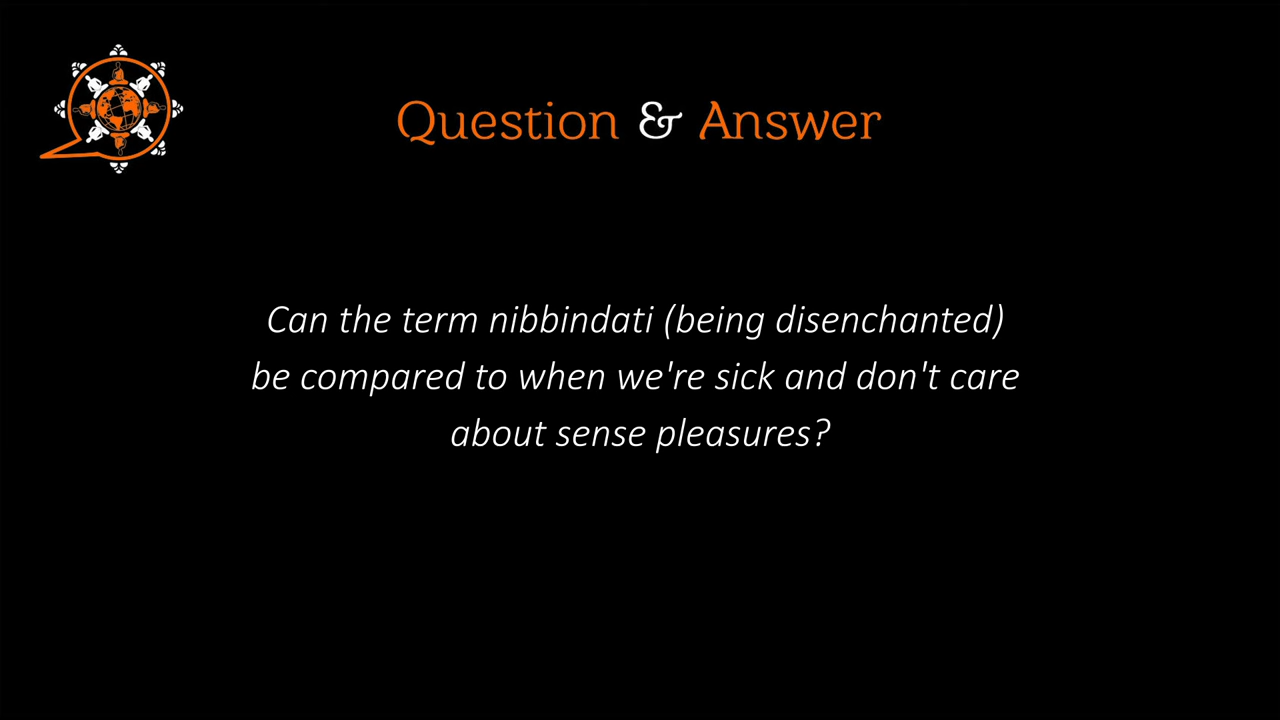 Question & Answer
Can the term nibbindati (being disenchanted)
be compared to when we're sick and don't care
about sense pleasures?